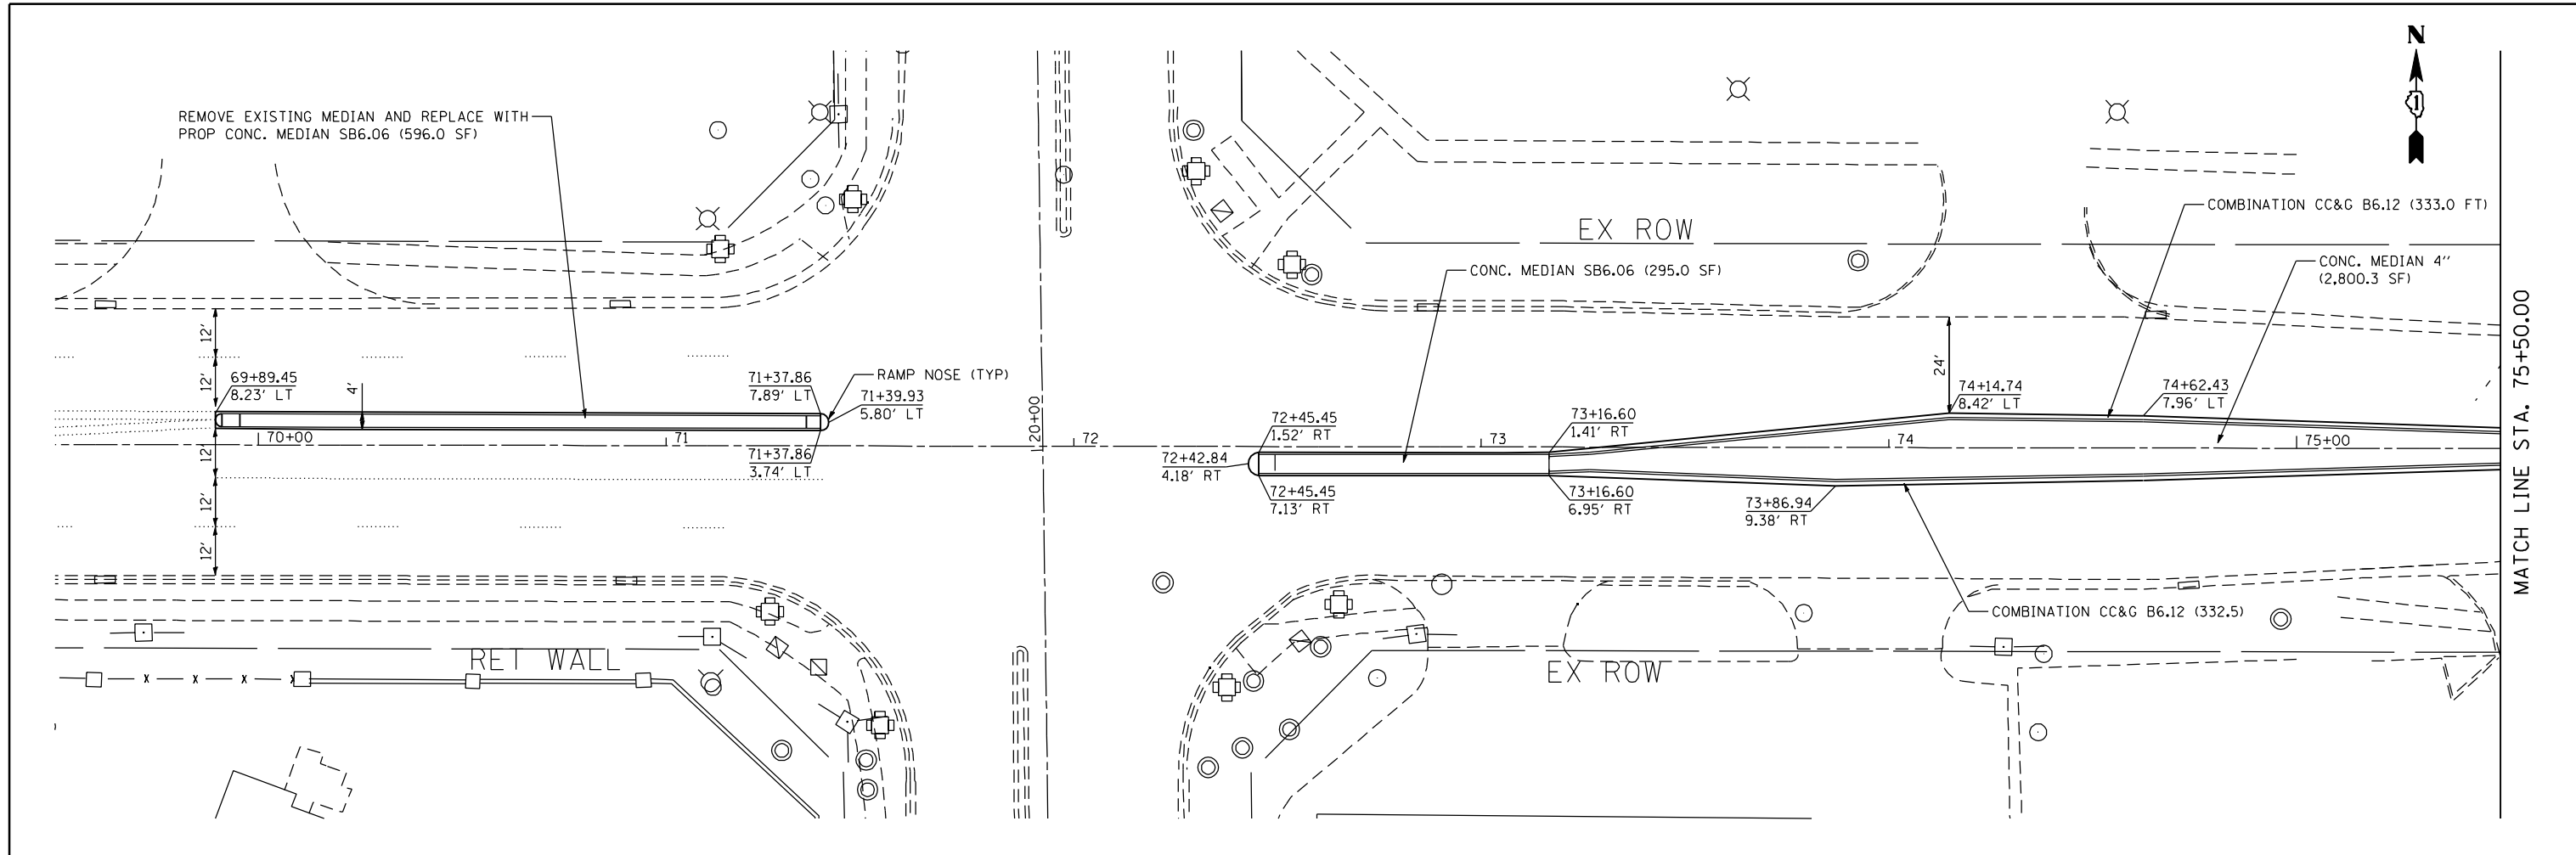 N
1
REMOVE EXISTING MEDIAN AND REPLACE WITH
PROP CONC. MEDIAN SB6.06 (596.0 SF)
COMBINATION CC&G B6.12 (333.0 FT)
EX ROW
CONC. MEDIAN SB6.06 (295.0 SF)
CONC. MEDIAN 4''
(2,800.3 SF)
MATCH LINE STA. 75+50.00
12'
12'
12'
12'
12'
4'
24'
69+89.45
8.23' LT
71+37.86
7.89' LT
RAMP NOSE (TYP)
71+39.93
5.80' LT
74+14.74
8.42' LT
74+62.43
7.96' LT
72+45.45
1.52' RT
73+16.60
1.41' RT
70+00
71
120+00
72
73
74
75+00
71+37.86
3.74' LT
72+42.84
4.18' RT
72+45.45
7.13' RT
73+16.60
6.95' RT
73+86.94
9.38' RT
COMBINATION CC&G B6.12 (332.5)
RET WALL
EX ROW
x x x x